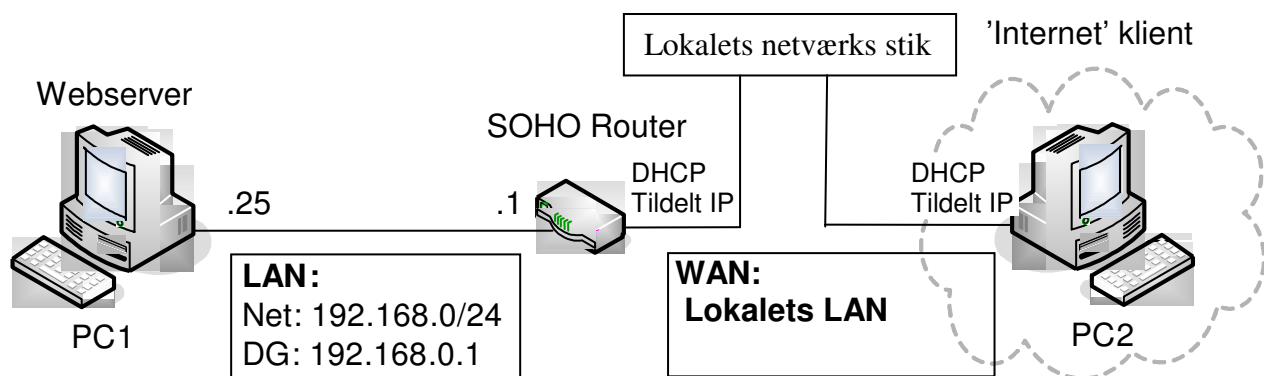 Lokalets netværks stik
'Internet' klient
Webserver
SOHO Router
DHCP
Tildelt IP
DHCP
Tildelt IP
.25
.1
LAN:
Net: 192.168.0/24
DG: 192.168.0.1
WAN:
Lokalets LAN
PC1
PC2